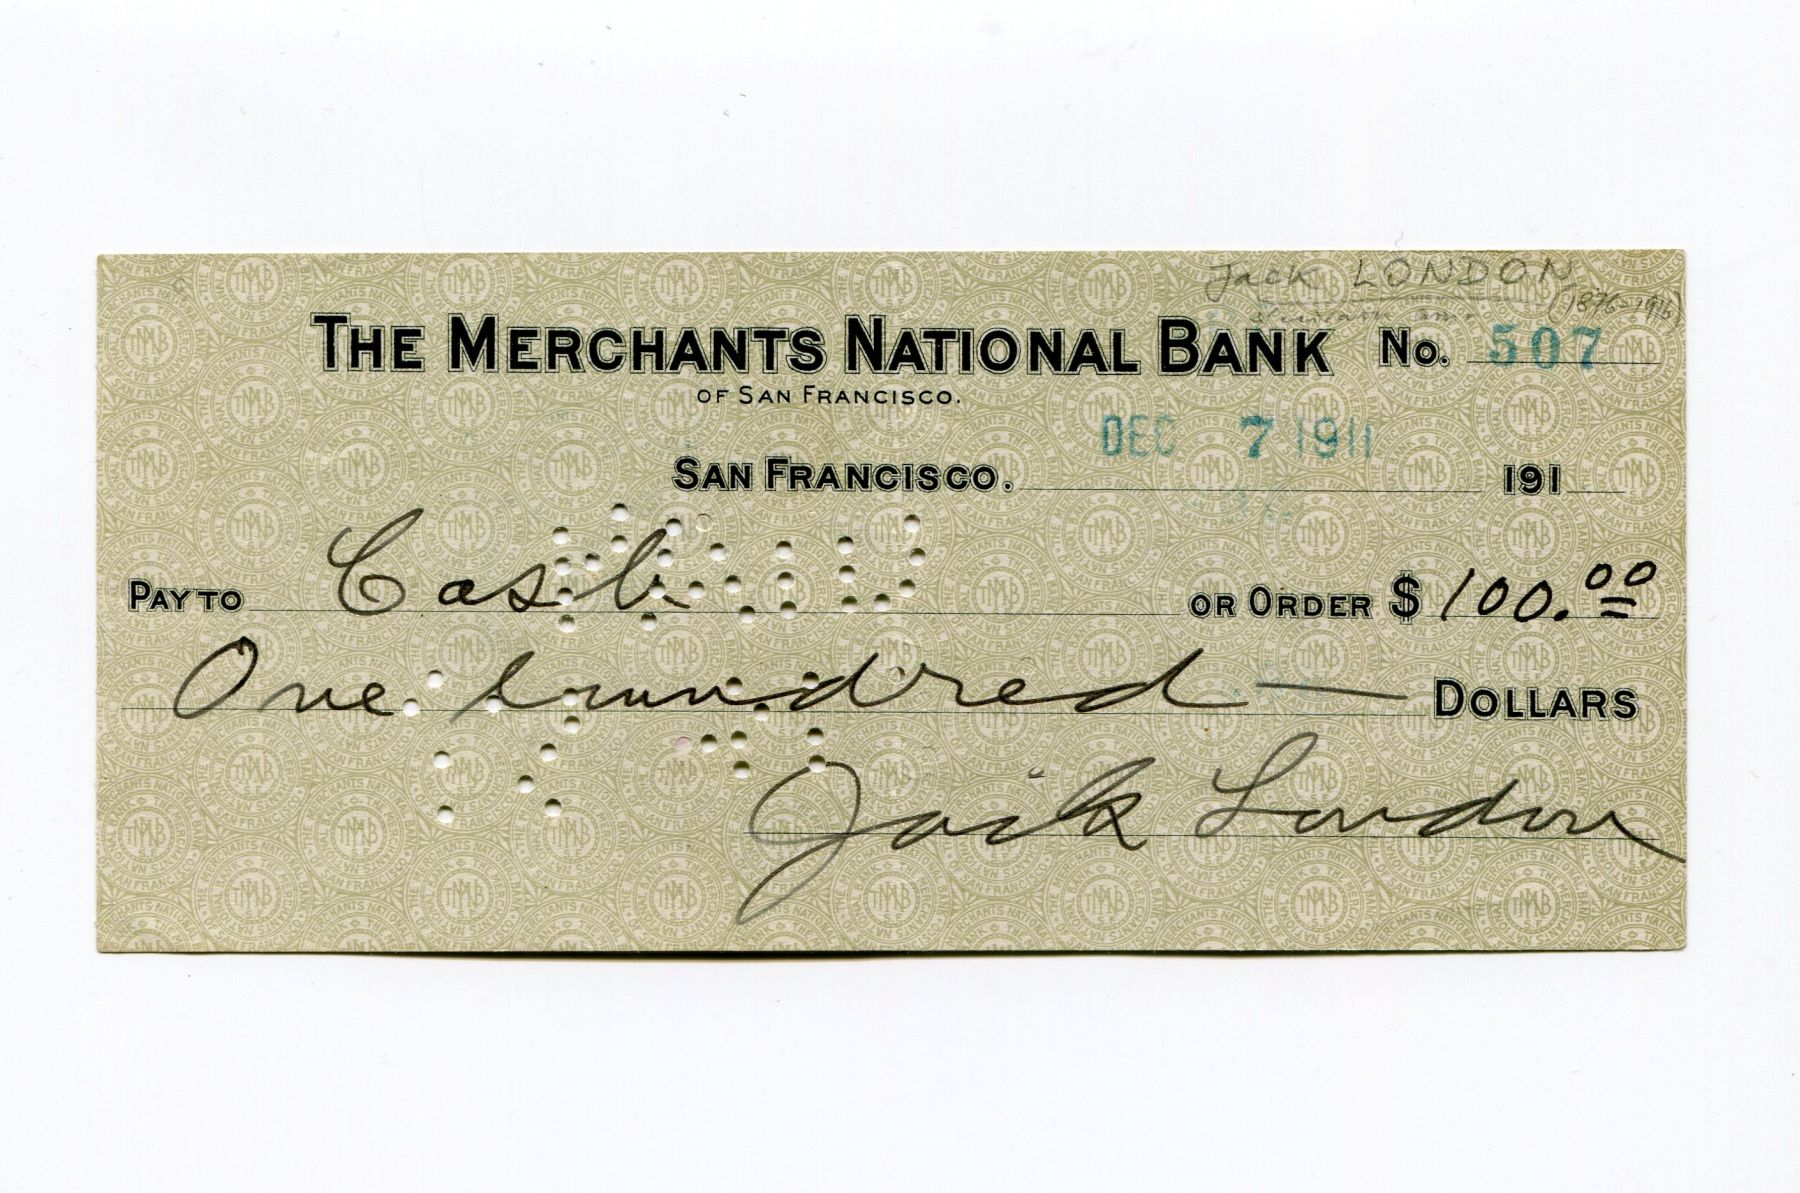 Jack LONDON
(1876-1916)
THE MERCHANTS NATIONAL BANK No. 507
OF SAN FRANCISCO.
DEC 7 1911
SAN FRANCISCO. 191
PAY TO Cash OR ORDER $ 100.00
One hundred — DOLLARS
Jack London